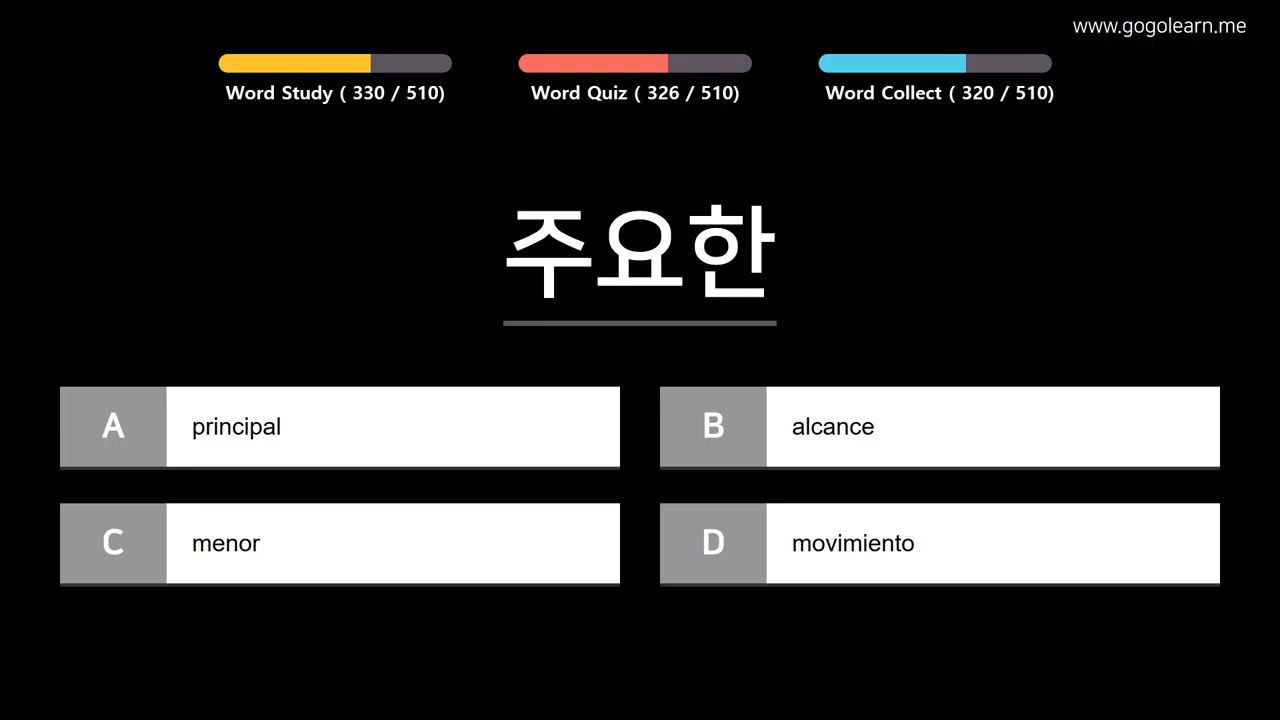 www.gogolearn.me
Word Study ( 330 / 510)
Word Quiz ( 326 / 510)
Word Collect ( 320 / 510)
주요한
A principal
B alcance
C menor
D movimiento